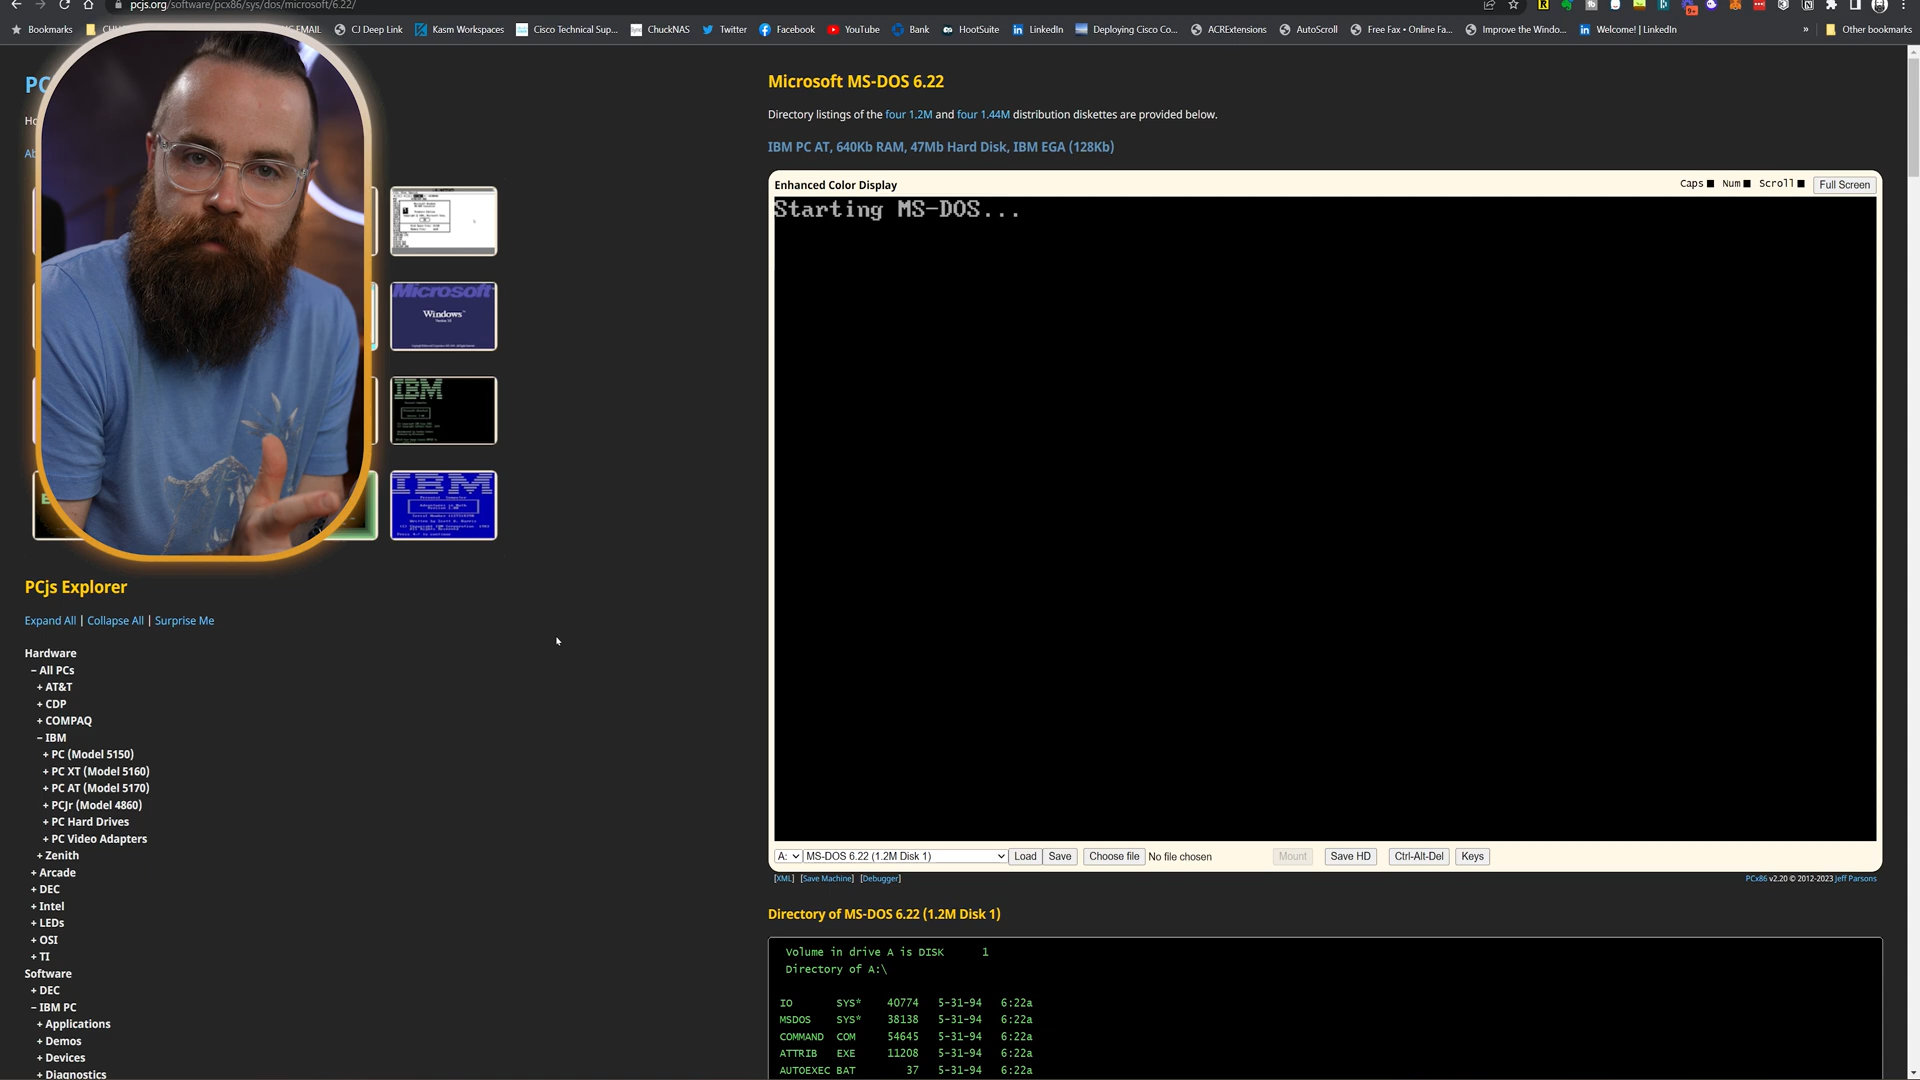 pcjs.org/software/pcx86/sys/dos/microsoft/6.22/
Bookmarks
EMAIL
CJ Deep Link
Kasm Workspaces
Cisco Technical Sup...
ChuckNAS
Twitter
Facebook
YouTube
Bank
HootSuite
LinkedIn
Deploying Cisco Co...
ACRExtensions
AutoScroll
Free Fax • Online Fa...
Improve the Windo...
Welcome! | LinkedIn
»
Other bookmarks
Microsoft MS-DOS 6.22
Directory listings of the four 1.2M and four 1.44M distribution diskettes are provided below.
IBM PC AT, 640Kb RAM, 47Mb Hard Disk, IBM EGA (128Kb)
Enhanced Color Display
Caps
Num
Scroll
Full Screen
Starting MS-DOS...
Microsoft
Windows
IBM
IBM
Personal Computer
PCjs Explorer
Expand All | Collapse All | Surprise Me
Hardware
– All PCs
+ AT&T
+ CDP
+ COMPAQ
– IBM
+ PC (Model 5150)
+ PC XT (Model 5160)
+ PC AT (Model 5170)
+ PCJr (Model 4860)
+ PC Hard Drives
+ PC Video Adapters
+ Zenith
+ Arcade
+ DEC
+ Intel
+ LEDs
+ OSI
+ TI
Software
+ DEC
– IBM PC
+ Applications
+ Demos
+ Devices
+ Diagnostics
A:
MS-DOS 6.22 (1.2M Disk 1)
Load
Save
Choose file
No file chosen
Mount
Save HD
Ctrl-Alt-Del
Keys
[XML] [Save Machine] [Debugger]
PCx86 v2.20 © 2012-2023 Jeff Parsons
Directory of MS-DOS 6.22 (1.2M Disk 1)
Volume in drive A is DISK 1
Directory of A:\
IO SYS* 40774 5-31-94 6:22a
MSDOS SYS* 38138 5-31-94 6:22a
COMMAND COM 54645 5-31-94 6:22a
ATTRIB EXE 11208 5-31-94 6:22a
AUTOEXEC BAT 37 5-31-94 6:22a